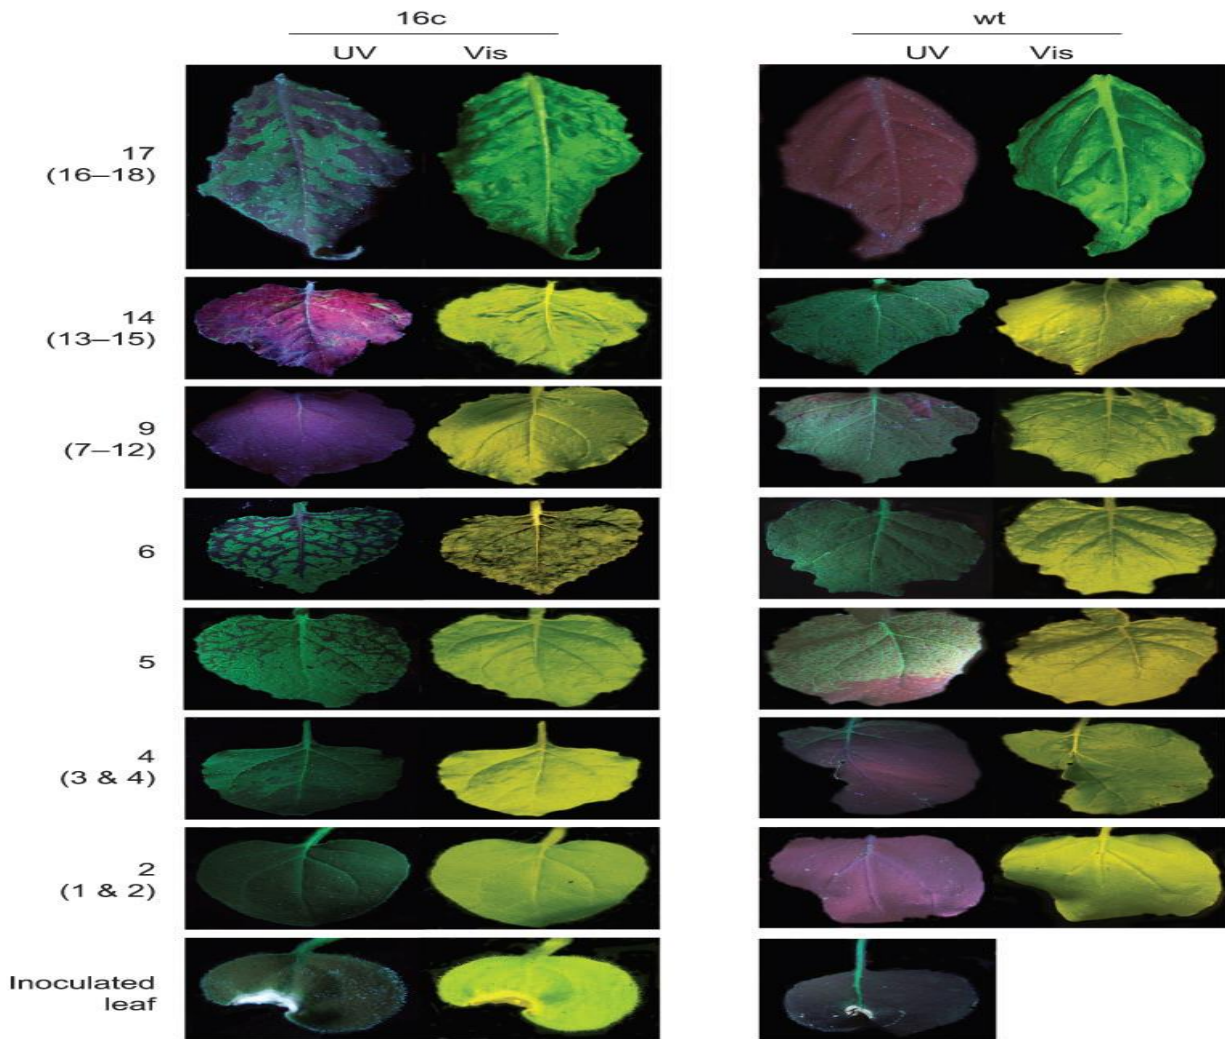 16c
wt
UV Vis
UV Vis
17
(16–18)
14
(13–15)
9
(7–12)
6
5
4
(3 & 4)
2
(1 & 2)
Inoculated
leaf